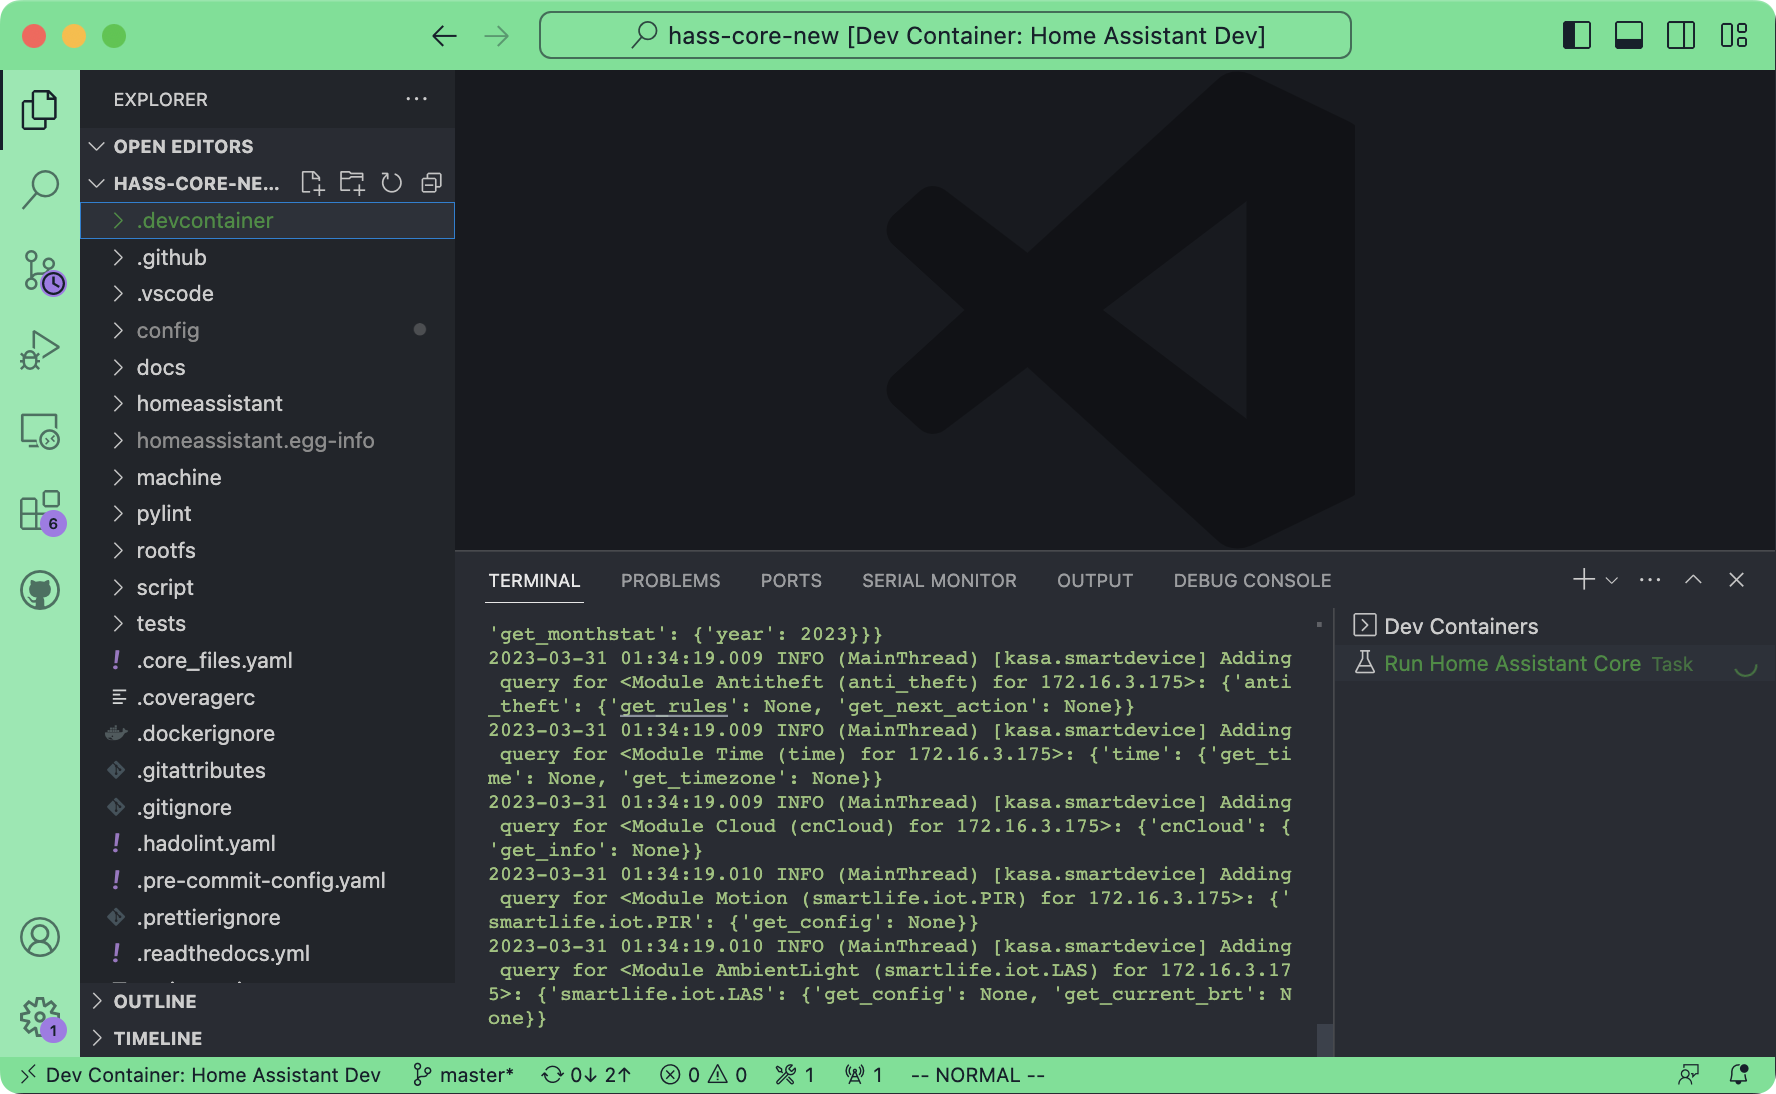 hass-core-new [Dev Container: Home Assistant Dev]
EXPLORER
OPEN EDITORS
HASS-CORE-NE...
.devcontainer
.github
.vscode
config
docs
homeassistant
homeassistant.egg-info
machine
pylint
rootfs
script
tests
! .core_files.yaml
.coveragerc
.dockerignore
.gitattributes
.gitignore
! .hadolint.yaml
! .pre-commit-config.yaml
.prettierignore
! .readthedocs.yml
OUTLINE
TIMELINE
6
1
TERMINAL PROBLEMS PORTS SERIAL MONITOR OUTPUT DEBUG CONSOLE
'get_monthstat': {'year': 2023}}}
2023-03-31 01:34:19.009 INFO (MainThread) [kasa.smartdevice] Adding
query for <Module Antitheft (anti_theft) for 172.16.3.175>: {'anti
_theft': {'get_rules': None, 'get_next_action': None}}
2023-03-31 01:34:19.009 INFO (MainThread) [kasa.smartdevice] Adding
query for <Module Time (time) for 172.16.3.175>: {'time': {'get_ti
me': None, 'get_timezone': None}}
2023-03-31 01:34:19.009 INFO (MainThread) [kasa.smartdevice] Adding
query for <Module Cloud (cnCloud) for 172.16.3.175>: {'cnCloud': {
'get_info': None}}
2023-03-31 01:34:19.010 INFO (MainThread) [kasa.smartdevice] Adding
query for <Module Motion (smartlife.iot.PIR) for 172.16.3.175>: {'
smartlife.iot.PIR': {'get_config': None}}
2023-03-31 01:34:19.010 INFO (MainThread) [kasa.smartdevice] Adding
query for <Module AmbientLight (smartlife.iot.LAS) for 172.16.3.17
5>: {'smartlife.iot.LAS': {'get_config': None, 'get_current_brt': N
one}}
Dev Containers
Run Home Assistant Core Task
Dev Container: Home Assistant Dev master* 0↓ 2↑ 0 0 1 1 -- NORMAL --